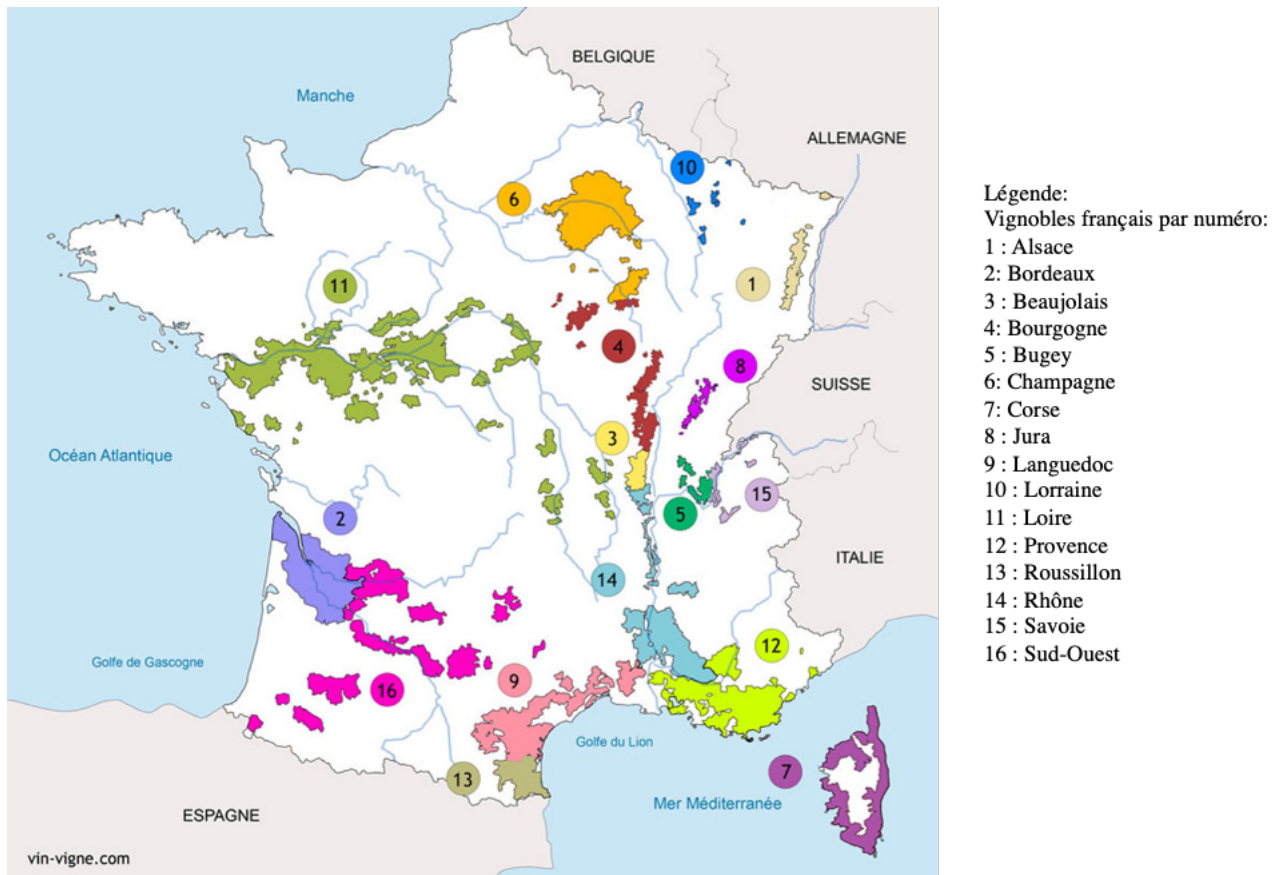 BELGIQUE
Manche
ALLEMAGNE
10
6
11
1
4
8
SUISSE
3
Océan Atlantique
15
2
5
ITALIE
14
12
Golfe de Gascogne
9
16
Golfe du Lion
7
13
Mer Méditerranée
ESPAGNE
vin-vigne.com
Légende:
Vignobles français par numéro:
1 : Alsace
2: Bordeaux
3 : Beaujolais
4 : Bourgogne
5 : Bugey
6 : Champagne
7: Corse
8 : Jura
9 : Languedoc
10 : Lorraine
11 : Loire
12 : Provence
13 : Roussillon
14 : Rhône
15 : Savoie
16 : Sud-Ouest